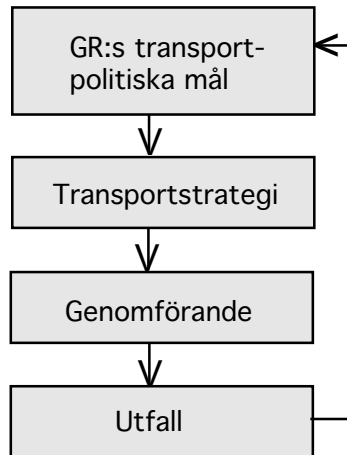 GR:s transport-
politiska mål
Transportstrategi
Genomförande
Utfall